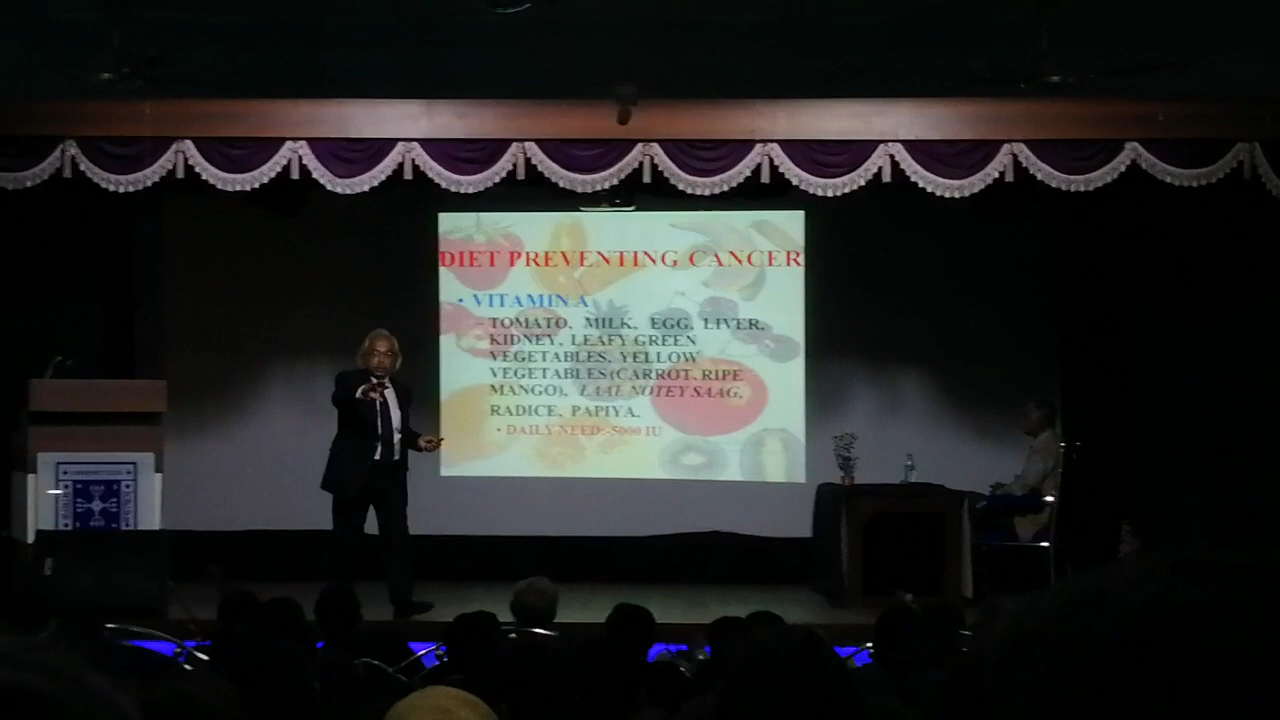 DIET PREVENTING CANCER
• VITAMIN A
– TOMATO, MILK, EGG, LIVER,
KIDNEY, LEAFY GREEN
VEGETABLES, YELLOW
VEGETABLES (CARROT, RIPE
MANGO), LAAL NOTEY SAAG,
RADICE, PAPIYA,
• DAILY NEED:-5000 IU